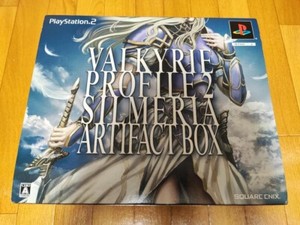 PlayStation.2
VALKYRIE
PROFILE 2
SILMERIA
ARTIFACT BOX
SQUARE ENIX.